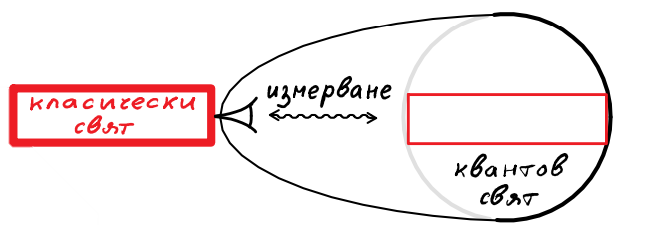 класически
свят
измерване
квантов
свят